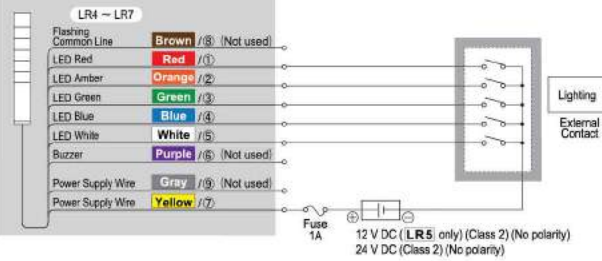 LR4 ~ LR7
Flashing
Common Line Brown /⑧ (Not used)
LED Red Red /①
LED Amber Orange /②
LED Green Green /③
LED Blue Blue /④
LED White White /⑤
Buzzer Purple /⑥ (Not used)
Power Supply Wire Gray /⑨ (Not used)
Power Supply Wire Yellow /⑦
Lighting
External
Contact
Fuse
1A
⊕ ⊖
12 V DC ( LR5 only) (Class 2) (No polarity)
24 V DC (Class 2) (No polarity)